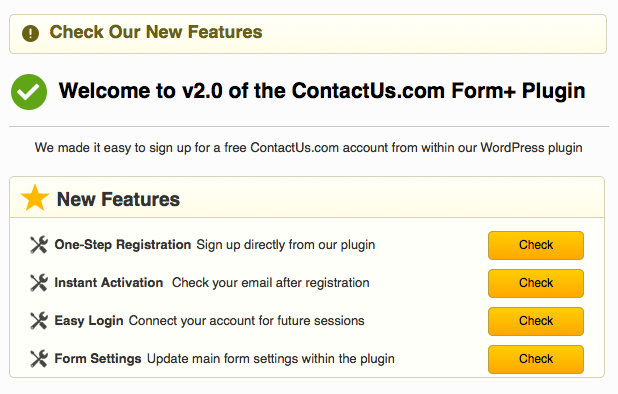 Check Our New Features
Welcome to v2.0 of the ContactUs.com Form+ Plugin
We made it easy to sign up for a free ContactUs.com account from within our WordPress plugin
New Features
One-Step Registration Sign up directly from our plugin Check
Instant Activation Check your email after registration Check
Easy Login Connect your account for future sessions Check
Form Settings Update main form settings within the plugin Check